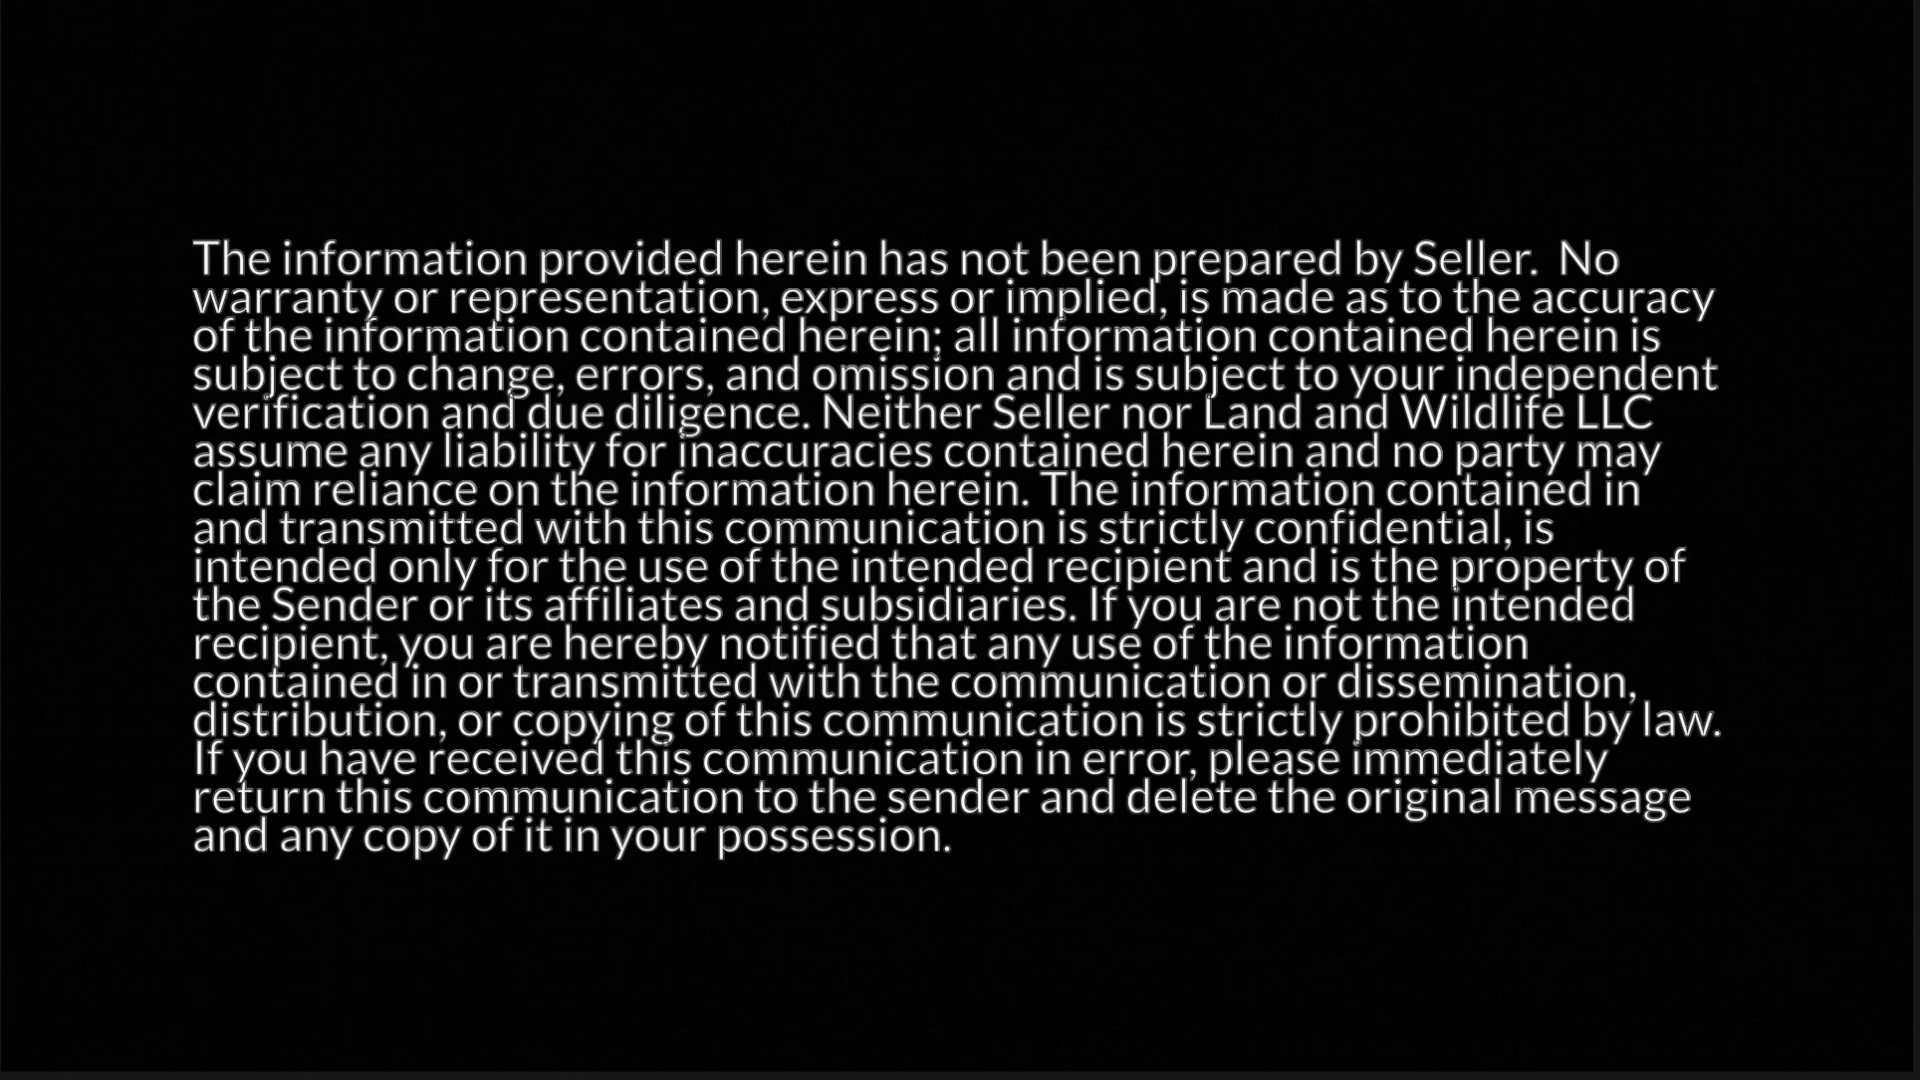 The information provided herein has not been prepared by Seller.  No
warranty or representation, express or implied, is made as to the accuracy
of the information contained herein; all information contained herein is
subject to change, errors, and omission and is subject to your independent
verification and due diligence. Neither Seller nor Land and Wildlife LLC
assume any liability for inaccuracies contained herein and no party may
claim reliance on the information herein. The information contained in
and transmitted with this communication is strictly confidential, is
intended only for the use of the intended recipient and is the property of
the Sender or its affiliates and subsidiaries. If you are not the intended
recipient, you are hereby notified that any use of the information
contained in or transmitted with the communication or dissemination,
distribution, or copying of this communication is strictly prohibited by law.
If you have received this communication in error, please immediately
return this communication to the sender and delete the original message
and any copy of it in your possession.